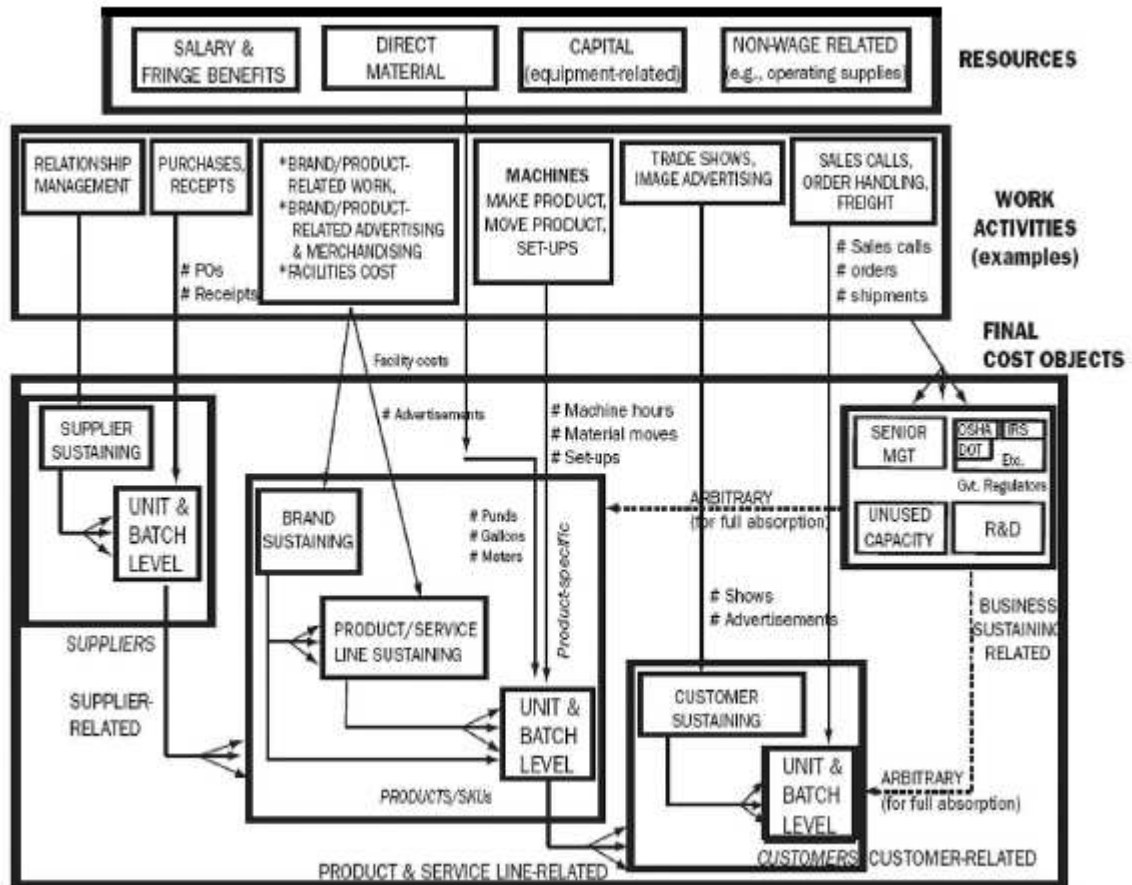 SALARY &
FRINGE BENEFITS
DIRECT
MATERIAL
CAPITAL
(equipment-related)
NON-WAGE RELATED
(e.g., operating supplies)
RESOURCES
RELATIONSHIP
MANAGEMENT
PURCHASES,
RECEIPTS
*BRAND/PRODUCT-
RELATED WORK,
*BRAND/PRODUCT-
RELATED ADVERTISING
& MERCHANDISING
*FACILITIES COST
MACHINES
MAKE PRODUCT,
MOVE PRODUCT,
SET-UPS
TRADE SHOWS,
IMAGE ADVERTISING
SALES CALLS,
ORDER HANDLING,
FREIGHT
WORK
ACTIVITIES
(examples)
# POs
# Receipts
# Sales calls
# orders
# shipments
FINAL
COST OBJECTS
Facility costs
# Advertisements
# Machine hours
# Material moves
# Set-ups
SUPPLIER
SUSTAINING
UNIT &
BATCH
LEVEL
SUPPLIERS
SUPPLIER-
RELATED
BRAND
SUSTAINING
# Punds
# Gallons
# Meters
Product-specific
PRODUCT/SERVICE
LINE SUSTAINING
UNIT &
BATCH
LEVEL
PRODUCTS/SKUs
PRODUCT & SERVICE LINE-RELATED
SENIOR
MGT
OSHA
IRS
DOT
Etc.
Gvt. Regulators
UNUSED
CAPACITY
R&D
ARBITRARY
(for full absorption)
# Shows
# Advertisements
BUSINESS
SUSTAINING
RELATED
CUSTOMER
SUSTAINING
UNIT &
BATCH
LEVEL
ARBITRARY
(for full absorption)
CUSTOMERS
CUSTOMER-RELATED